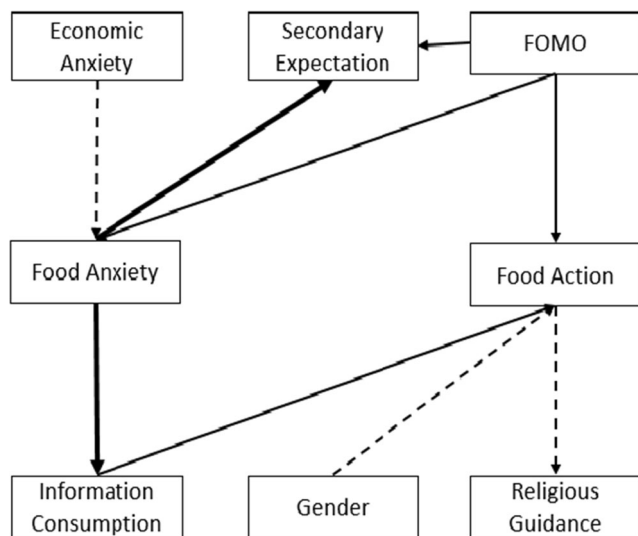 Economic
Anxiety
Secondary
Expectation
FOMO
Food Anxiety
Food Action
Information
Consumption
Gender
Religious
Guidance